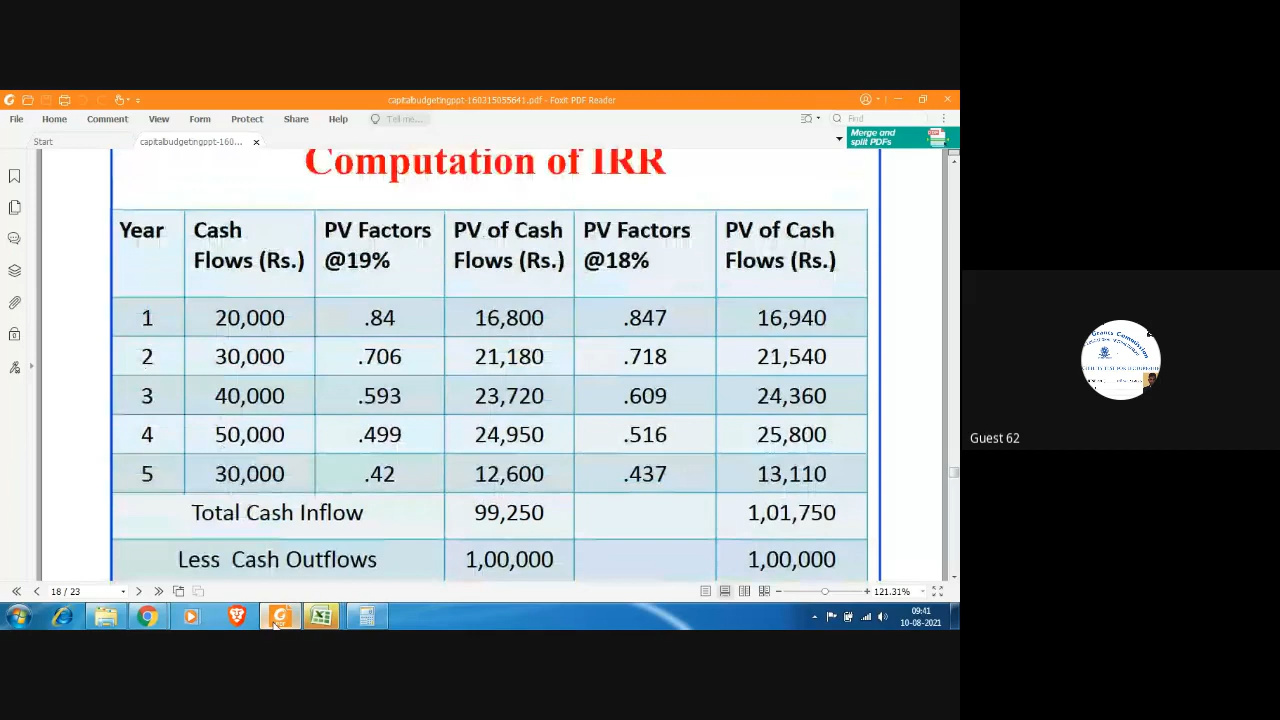 capitalbudgetingppt-160315055641.pdf - Foxit PDF Reader
File Home Comment View Form Protect Share Help Tell me... Find
Start capitalbudgetingppt-160... Merge and
split PDFs
Computation of IRR
Year Cash Flows (Rs.) PV Factors @19% PV of Cash Flows (Rs.) PV Factors @18% PV of Cash Flows (Rs.)
1 20,000 .84 16,800 .847 16,940
2 30,000 .706 21,180 .718 21,540
3 40,000 .593 23,720 .609 24,360
4 50,000 .499 24,950 .516 25,800
5 30,000 .42 12,600 .437 13,110
Total Cash Inflow 99,250 1,01,750
Less Cash Outflows 1,00,000 1,00,000
18 / 23 121.31%
09:41
10-08-2021
Grants Commission
Guest 62